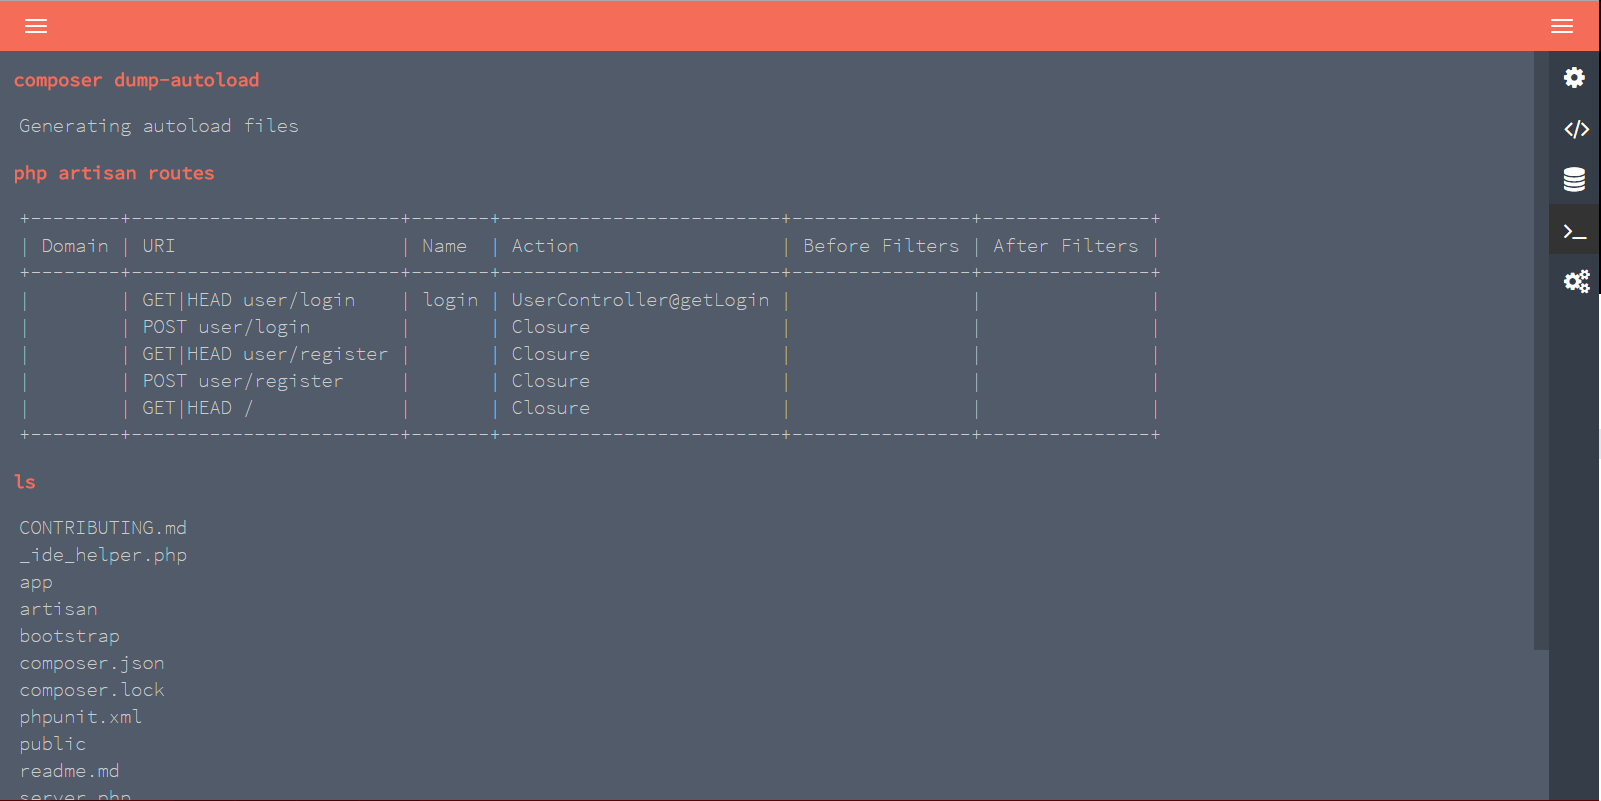 composer dump-autoload
Generating autoload files
php artisan routes
+--------+------------------------+-------+-------------------------+----------------+---------------+
| Domain | URI                    | Name  | Action                  | Before Filters | After Filters |
+--------+------------------------+-------+-------------------------+----------------+---------------+
|        | GET|HEAD user/login    | login | UserController@getLogin |                |               |
|        | POST user/login        |       | Closure                 |                |               |
|        | GET|HEAD user/register |       | Closure                 |                |               |
|        | POST user/register     |       | Closure                 |                |               |
|        | GET|HEAD /             |       | Closure                 |                |               |
+--------+------------------------+-------+-------------------------+----------------+---------------+
ls
CONTRIBUTING.md
_ide_helper.php
app
artisan
bootstrap
composer.json
composer.lock
phpunit.xml
public
readme.md
server.php